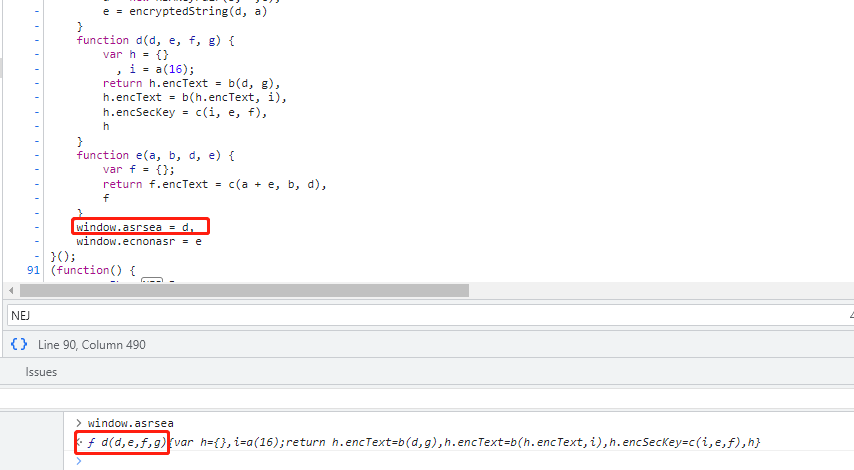 e = encryptedString(d, a)
}
function d(d, e, f, g) {
var h = {}
, i = a(16);
return h.encText = b(d, g),
h.encText = b(h.encText, i),
h.encSecKey = c(i, e, f),
h
}
function e(a, b, d, e) {
var f = {};
return f.encText = c(a + e, b, d),
f
}
window.asrsea = d,
window.ecnonasr = e
}();
91 (function() {
NEJ
{} Line 90, Column 490
Issues
> window.asrsea
ƒ d(d,e,f,g){var h={},i=a(16);return h.encText=b(d,g),h.encText=b(h.encText,i),h.encSecKey=c(i,e,f),h}
>